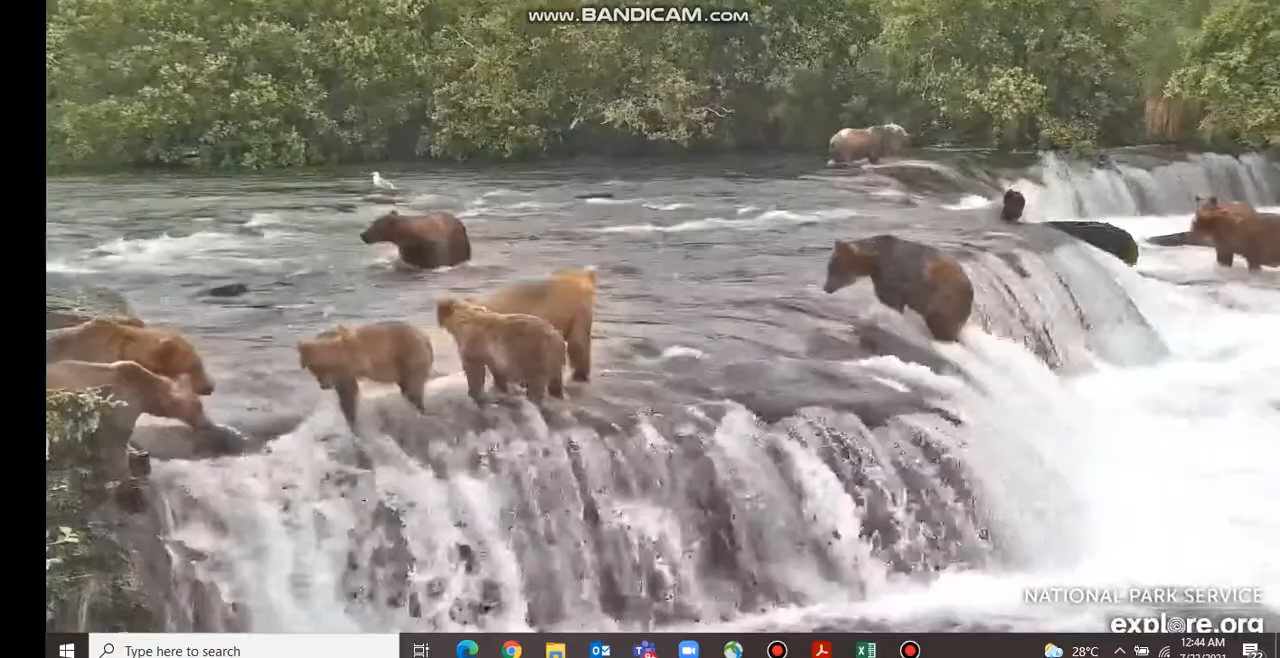 www.BANDICAM.com
NATIONAL PARK SERVICE
explore.org
Type here to search
28°C
12:44 AM